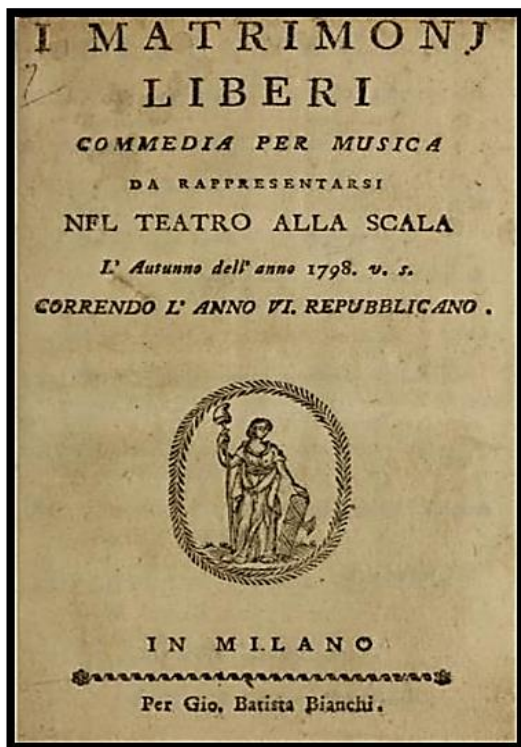 I MATRIMONJ
LIBERI
COMMEDIA PER MUSICA
DA RAPPRESENTARSI
NEL TEATRO ALLA SCALA
L' Autunno dell' anno 1798. v. s.
CORRENDO L' ANNO VI. REPUBBLICANO .
IN MILANO
Per Gio. Batista Bianchi.